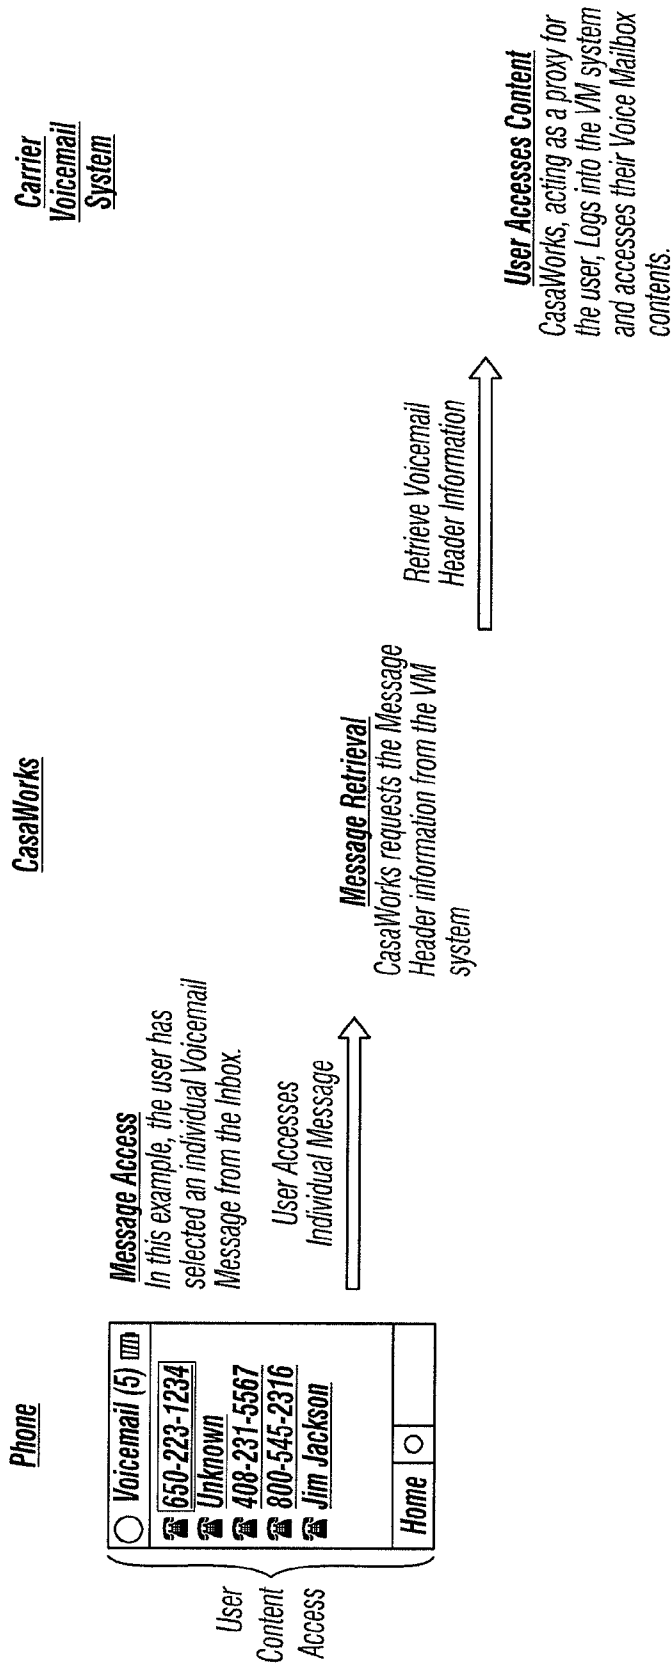 Phone
CasaWorks
Carrier
Voicemail
System
User
Content
Access
Voicemail (5)
650-223-1234
Unknown
408-231-5567
800-545-2316
Jim Jackson
Home
Message Access
In this example, the user has
selected an individual Voicemail
Message from the Inbox.
User Accesses
Individual Message
Message Retrieval
CasaWorks requests the Message
Header information from the VM
system
Retrieve Voicemail
Header Information
User Accesses Content
CasaWorks, acting as a proxy for
the user, Logs into the VM system
and accesses their Voice Mailbox
contents.